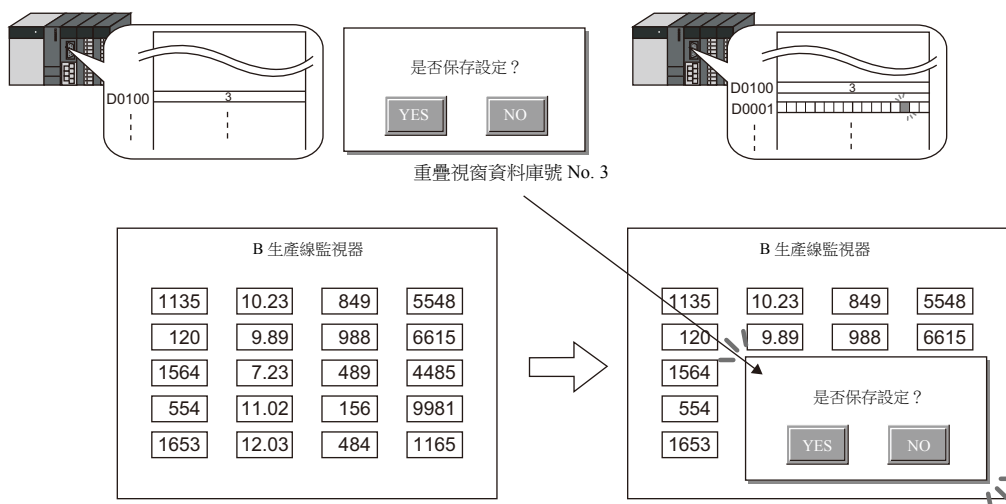 D0100
3
是否保存設定？
YES NO
D0100
3
D0001
重疊視窗資料庫號 No. 3
B 生產線監視器
1135 10.23 849 5548
120 9.89 988 6615
1564 7.23 489 4485
554 11.02 156 9981
1653 12.03 484 1165
B 生產線監視器
1135 10.23 849 5548
120 9.89 988 6615
1564
554
1653
是否保存設定？
YES NO